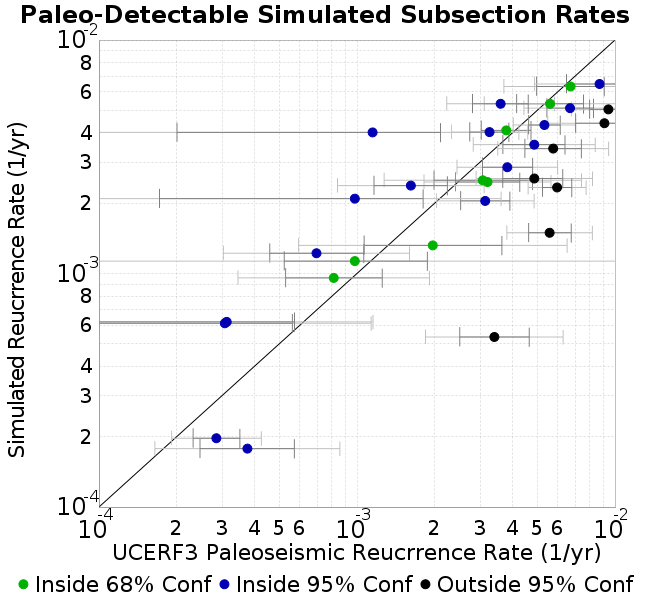 Paleo-Detectable Simulated Subsection Rates
10-2
8
6
4
3
2
10-3
8
6
4
3
2
10-4
10-4 2 3 4 5 6 10-3 2 3 4 5 6 10-2
Simulated Reucrrence Rate (1/yr)
UCERF3 Paleoseismic Reucrrence Rate (1/yr)
Inside 68% Conf Inside 95% Conf Outside 95% Conf